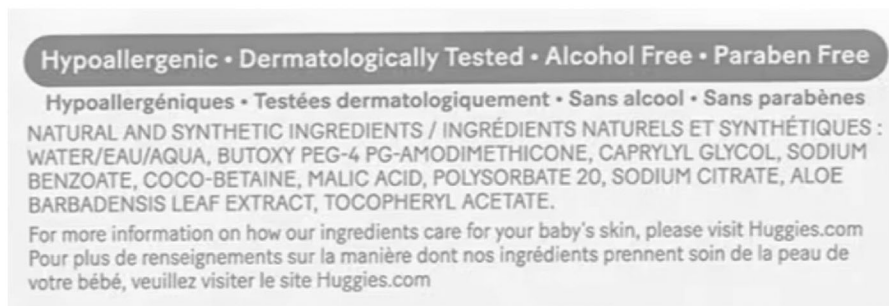 Hypoallergenic • Dermatologically Tested • Alcohol Free • Paraben Free
Hypoallergéniques • Testées dermatologiquement • Sans alcool • Sans parabènes
NATURAL AND SYNTHETIC INGREDIENTS / INGRÉDIENTS NATURELS ET SYNTHÉTIQUES :
WATER/EAU/AQUA, BUTOXY PEG-4 PG-AMODIMETHICONE, CAPRYLYL GLYCOL, SODIUM
BENZOATE, COCO-BETAINE, MALIC ACID, POLYSORBATE 20, SODIUM CITRATE, ALOE
BARBADENSIS LEAF EXTRACT, TOCOPHERYL ACETATE.
For more information on how our ingredients care for your baby's skin, please visit Huggies.com
Pour plus de renseignements sur la manière dont nos ingrédients prennent soin de la peau de
votre bébé, veuillez visiter le site Huggies.com